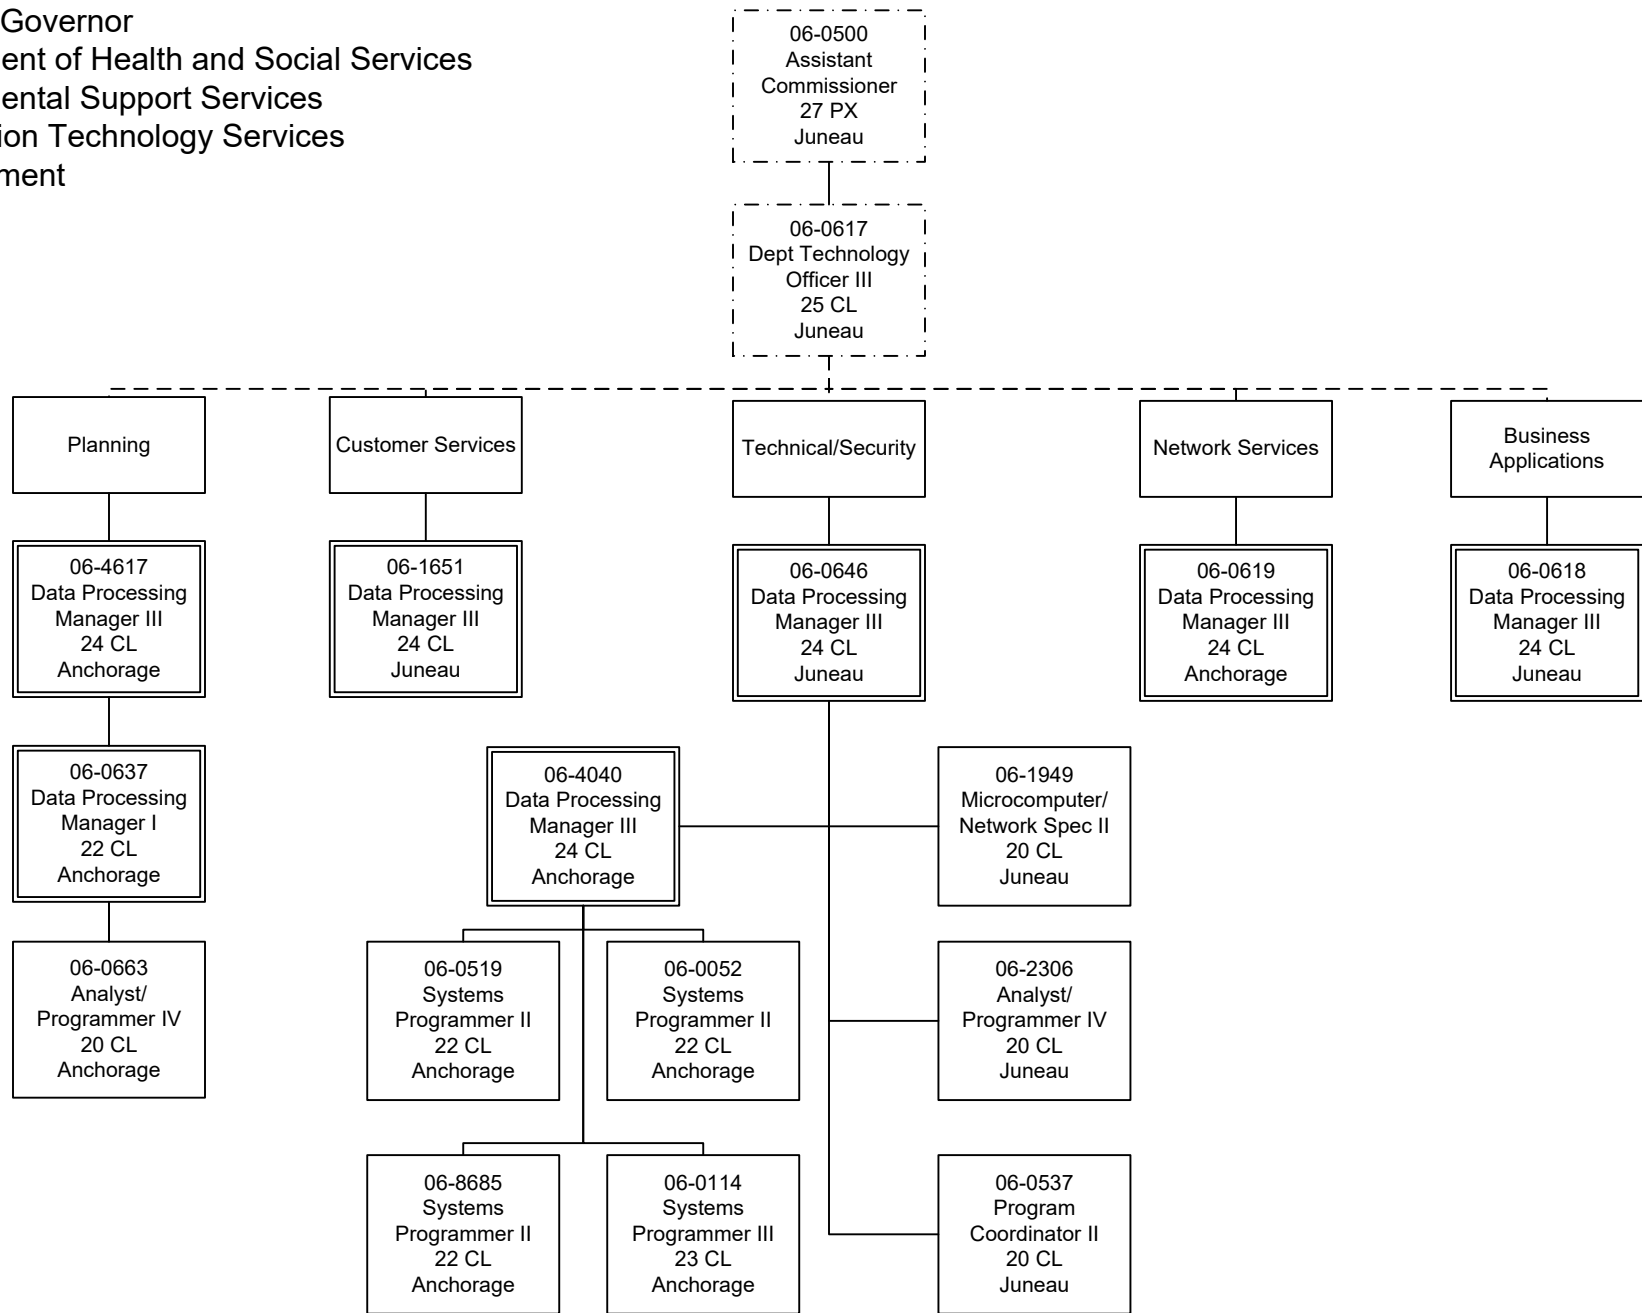 Governor
ent of Health and Social Services
ental Support Services
ion Technology Services
ment
06-0500
Assistant
Commissioner
27 PX
Juneau
06-0617
Dept Technology
Officer III
25 CL
Juneau
Planning
Customer Services
Technical/Security
Network Services
Business
Applications
06-4617
Data Processing
Manager III
24 CL
Anchorage
06-1651
Data Processing
Manager III
24 CL
Juneau
06-0646
Data Processing
Manager III
24 CL
Juneau
06-0619
Data Processing
Manager III
24 CL
Anchorage
06-0618
Data Processing
Manager III
24 CL
Juneau
06-0637
Data Processing
Manager I
22 CL
Anchorage
06-4040
Data Processing
Manager III
24 CL
Anchorage
06-1949
Microcomputer/
Network Spec II
20 CL
Juneau
06-0663
Analyst/
Programmer IV
20 CL
Anchorage
06-0519
Systems
Programmer II
22 CL
Anchorage
06-0052
Systems
Programmer II
22 CL
Anchorage
06-2306
Analyst/
Programmer IV
20 CL
Juneau
06-8685
Systems
Programmer II
22 CL
Anchorage
06-0114
Systems
Programmer III
23 CL
Anchorage
06-0537
Program
Coordinator II
20 CL
Juneau